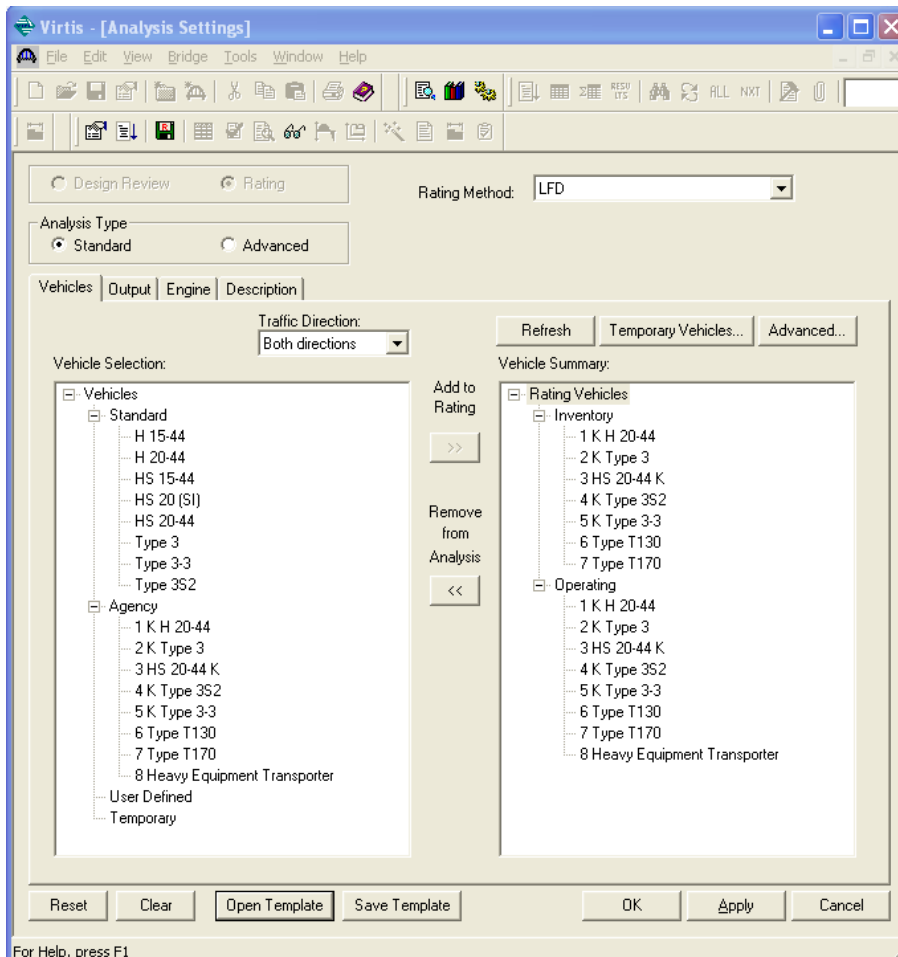 Virtis - [Analysis Settings]
File Edit View Bridge Tools Window Help
RESU LTS ALL NXT
Design Review Rating
Rating Method: LFD
Analysis Type
Standard Advanced
Vehicles Output Engine Description
Traffic Direction:
Both directions
Refresh Temporary Vehicles... Advanced...
Vehicle Selection:
Vehicles
Standard
H 15-44
H 20-44
HS 15-44
HS 20 (SI)
HS 20-44
Type 3
Type 3-3
Type 3S2
Agency
1 K H 20-44
2 K Type 3
3 HS 20-44 K
4 K Type 3S2
5 K Type 3-3
6 Type T130
7 Type T170
8 Heavy Equipment Transporter
User Defined
Temporary
Add to
Rating
>>
Remove
from
Analysis
<<
Vehicle Summary:
Rating Vehicles
Inventory
1 K H 20-44
2 K Type 3
3 HS 20-44 K
4 K Type 3S2
5 K Type 3-3
6 Type T130
7 Type T170
Operating
1 K H 20-44
2 K Type 3
3 HS 20-44 K
4 K Type 3S2
5 K Type 3-3
6 Type T130
7 Type T170
8 Heavy Equipment Transporter
Reset Clear Open Template Save Template OK Apply Cancel
For Help, press F1